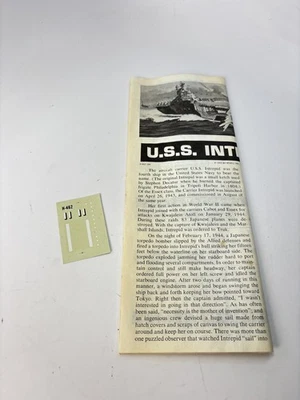 U.S.S. INT
The aircraft carrier U.S.S. Intrepid was the
fourth ship in the United States Navy to bear the
name. (The original Intrepid was a small ketch used
by Stephen Decatur when he burned the captured
frigate Philadelphia in Tripoli Harbor in 1804.)
Of the Essex class, the Carrier Intrepid was launched
on April 26, 1943, and commissioned in August of
the same year.
Her first action in World War II came when
Intrepid joined with the carriers Cabot and Essex for
attacks on Kwajalein Atoll on January 29, 1944.
During these raids 83 Japanese planes were de-
stroyed. With the capture of Kwajalein and the Mar-
shall Islands, Intrepid was ordered to Truk.
On the night of February 17, 1944, a Japanese
torpedo bomber slipped by the Allied defenses and
fired a torpedo into Intrepid's hull striking her fifteen
feet below the waterline on her starboard side. The
torpedo exploded jamming her rudder hard to port
and flooding several compartments. In order to main-
tain control and still make headway, her captain
ordered full power on her left screw and idled the
starboard engine. After two days of running in this
manner, a windstorm arose and began swinging the
ship back and forth keeping her bow pointed toward
Tokyo. Right then the captain admitted, "I wasn't
interested in going in that direction." As has often
been said, "necessity is the mother of invention"; and
an ingenious crew devised a huge sail made from
hatch covers and scraps of canvas to swing the carrier
around and keep her on course. There was more than
one puzzled observer that watched Intrepid "sail" into
H-457